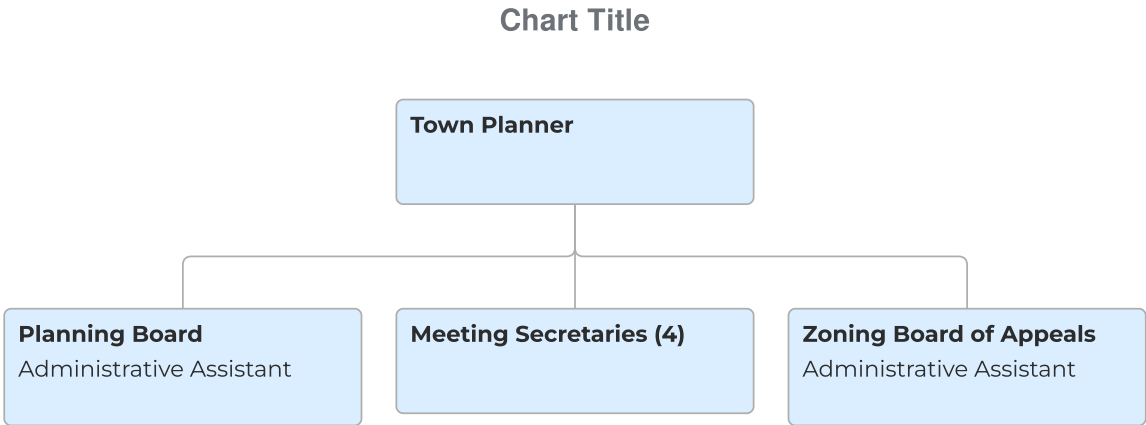 Chart Title
Town Planner
Planning Board
Administrative Assistant
Meeting Secretaries (4)
Zoning Board of Appeals
Administrative Assistant